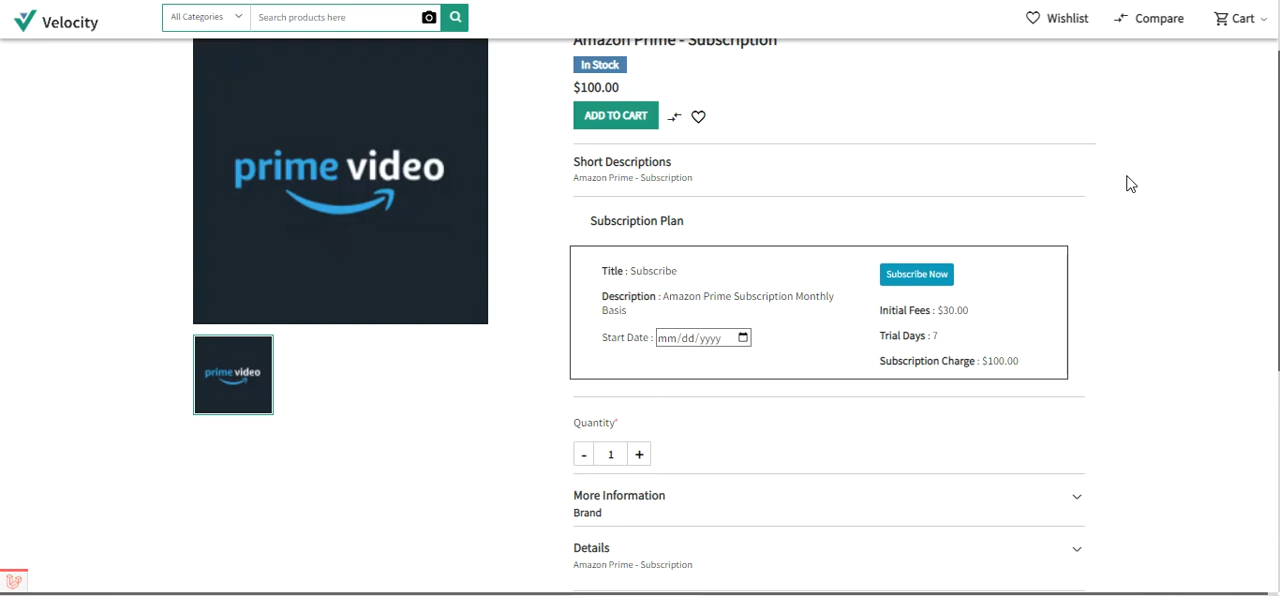 Velocity
All Categories
Search products here
Wishlist
Compare
Cart
Amazon Prime - Subscription
In Stock
$100.00
ADD TO CART
prime video
Short Descriptions
Amazon Prime - Subscription
Subscription Plan
Title : Subscribe
Subscribe Now
Description : Amazon Prime Subscription Monthly
Basis
Initial Fees : $30.00
Start Date : mm/dd/yyyy
Trial Days : 7
Subscription Charge : $100.00
prime video
Quantity*
- 1 +
More Information
Brand
Details
Amazon Prime - Subscription